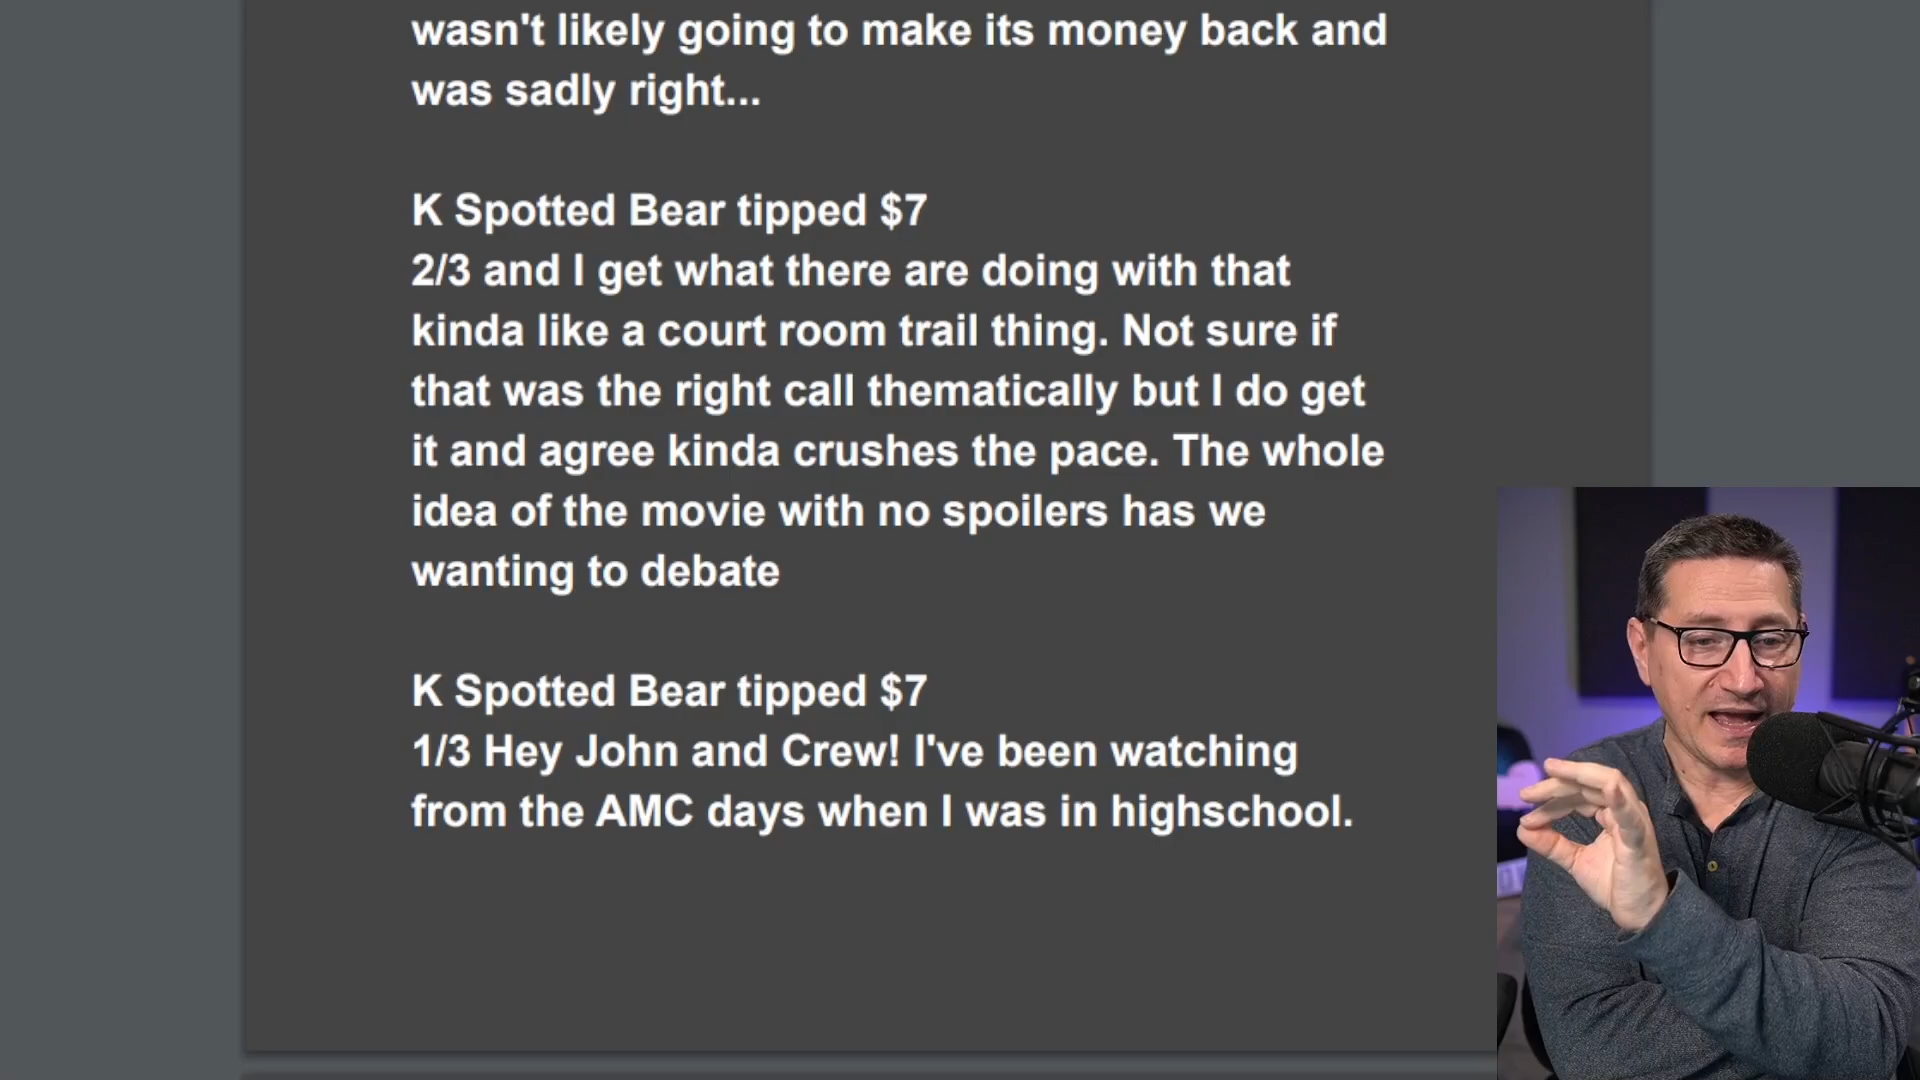 wasn't likely going to make its money back and
was sadly right...
K Spotted Bear tipped $7
2/3 and I get what there are doing with that
kinda like a court room trail thing. Not sure if
that was the right call thematically but I do get
it and agree kinda crushes the pace. The whole
idea of the movie with no spoilers has we
wanting to debate
K Spotted Bear tipped $7
1/3 Hey John and Crew! I've been watching
from the AMC days when I was in highschool.